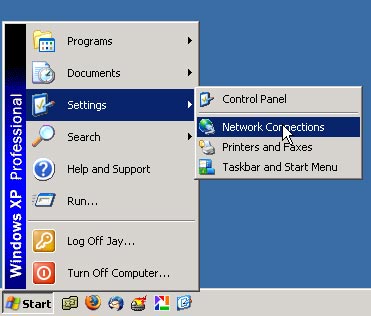 Programs
Documents
Settings
Search
Help and Support
Run...
Log Off Jay...
Turn Off Computer...
Windows XP Professional
Control Panel
Network Connections
Printers and Faxes
Taskbar and Start Menu
Start